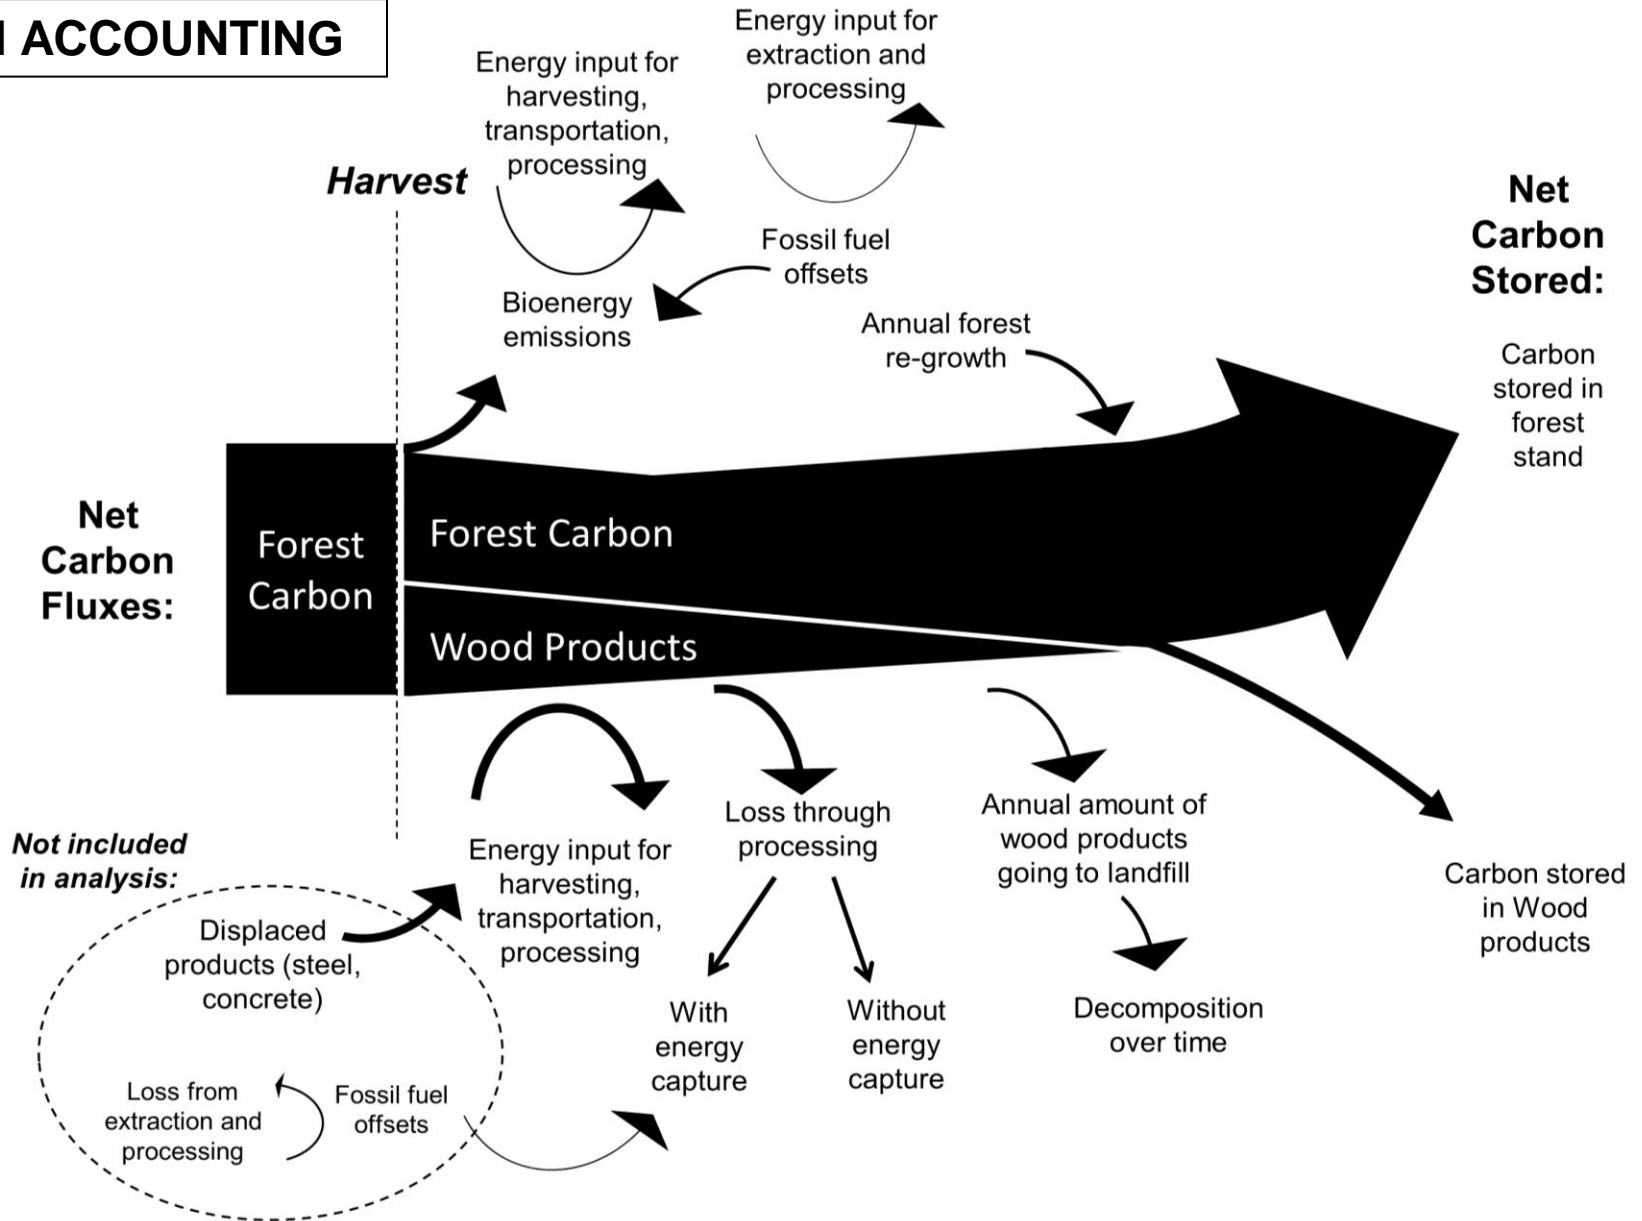 ACCOUNTING
Energy input for
extraction and
processing
Energy input for
harvesting,
transportation,
processing
Harvest
Fossil fuel
offsets
Bioenergy
emissions
Annual forest
re-growth
Net
Carbon
Stored:
Carbon
stored in
forest
stand
Net
Carbon
Fluxes:
Forest
Carbon
Forest Carbon
Wood Products
Not included
in analysis:
Displaced
products (steel,
concrete)
Loss from
extraction and
processing
Fossil fuel
offsets
Energy input for
harvesting,
transportation,
processing
Loss through
processing
With
energy
capture
Without
energy
capture
Annual amount of
wood products
going to landfill
Decomposition
over time
Carbon stored
in Wood
products